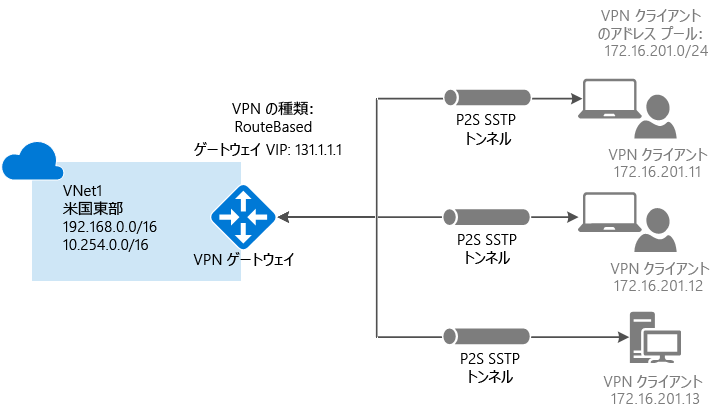 VPN クライアント
のアドレス プール:
172.16.201.0/24
VPN の種類:
RouteBased
ゲートウェイ VIP: 131.1.1.1
P2S SSTP
トンネル
VPN クライアント
172.16.201.11
VNet1
米国東部
192.168.0.0/16
10.254.0.0/16
VPN ゲートウェイ
P2S SSTP
トンネル
VPN クライアント
172.16.201.12
P2S SSTP
トンネル
VPN クライアント
172.16.201.13